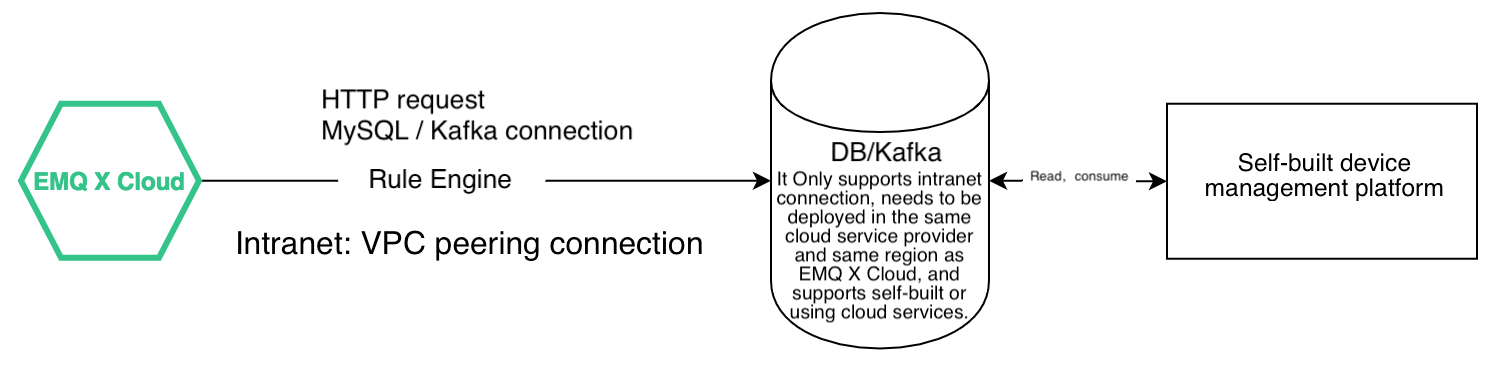 EMQ X Cloud
HTTP request
MySQL / Kafka connection
Rule Engine
Intranet: VPC peering connection
DB/Kafka
It Only supports intranet
connection, needs to be
deployed in the same
cloud service provider
and same region as
EMQ X Cloud, and
supports self-built or
using cloud services.
Read, consume
Self-built device
management platform